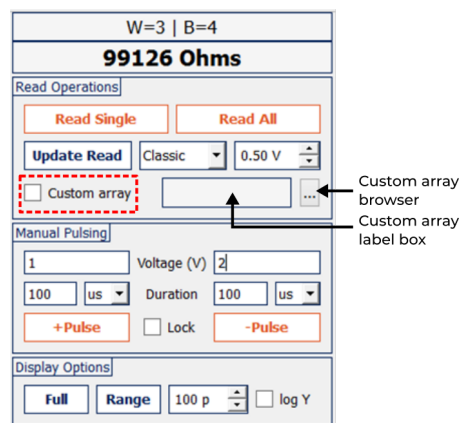 W=3 | B=4
99126 Ohms
Read Operations
Read Single Read All
Update Read Classic 0.50 V
Custom array ...
Custom array
browser
Custom array
label box
Manual Pulsing
1 Voltage (V) 2
100 us Duration 100 us
+Pulse Lock -Pulse
Display Options
Full Range 100 p log Y